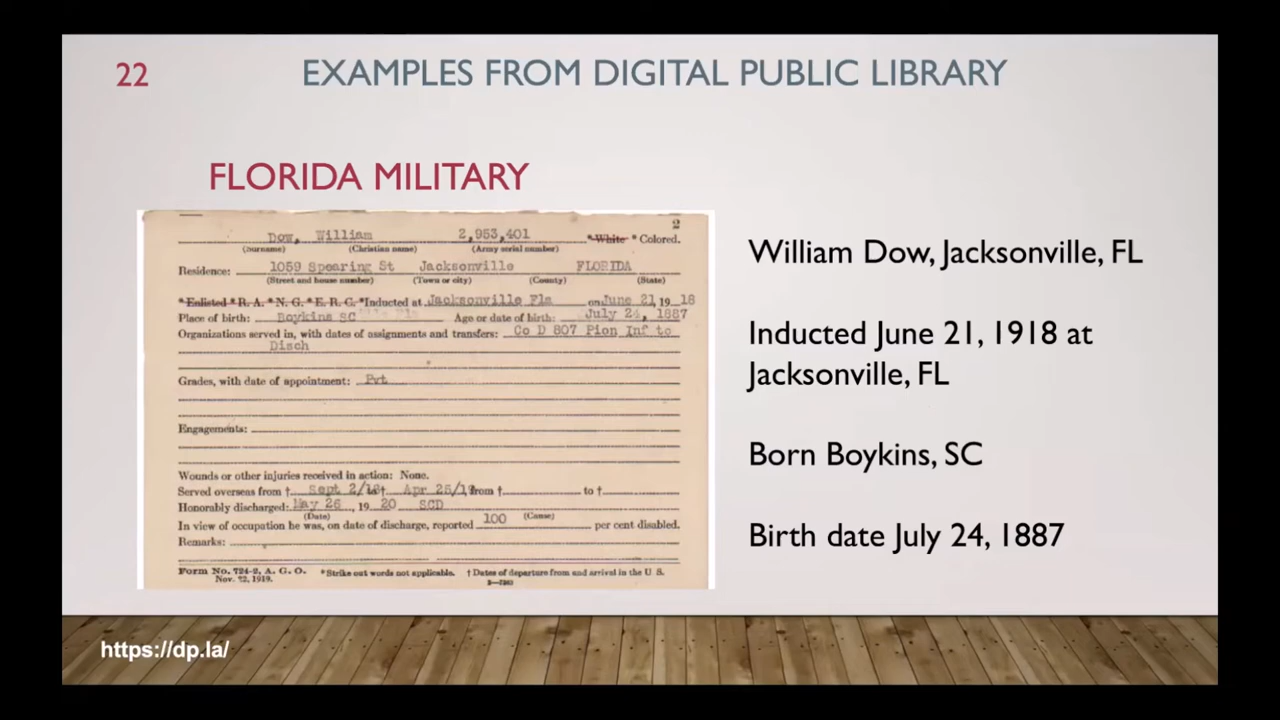 22
EXAMPLES FROM DIGITAL PUBLIC LIBRARY
FLORIDA MILITARY
2
Dow, William 2,953,401 *White *Colored.
(Surname) (Christian name) (Army serial number)
Residence: 1059 Spearing St Jacksonville FLORIDA
(Street and house number) (Town or city) (County) (State)
*Enlisted *R. A. *N. G. *E. R. C. *Inducted at Jacksonville Fla on June 21, 19 18
Place of birth: Boykins SC Age or date of birth: July 24, 1887
Organizations served in, with dates of assignments and transfers: Co D 807 Pion Inf to
Disch
Grades, with date of appointment: Pvt
Engagements:
Wounds or other injuries received in action: None.
Served overseas from † Sept 2/18 to † Apr 25/19, from † to †
Honorably discharged: May 26, 19 20 SCD
(Date) (Cause)
In view of occupation he was, on date of discharge, reported 100 per cent disabled.
Remarks:
Form No. 724-2, A. G. O. *Strike out words not applicable. † Dates of departure from and arrival in the U. S.
Nov. 22, 1919.
William Dow, Jacksonville, FL
Inducted June 21, 1918 at
Jacksonville, FL
Born Boykins, SC
Birth date July 24, 1887
https://dp.la/